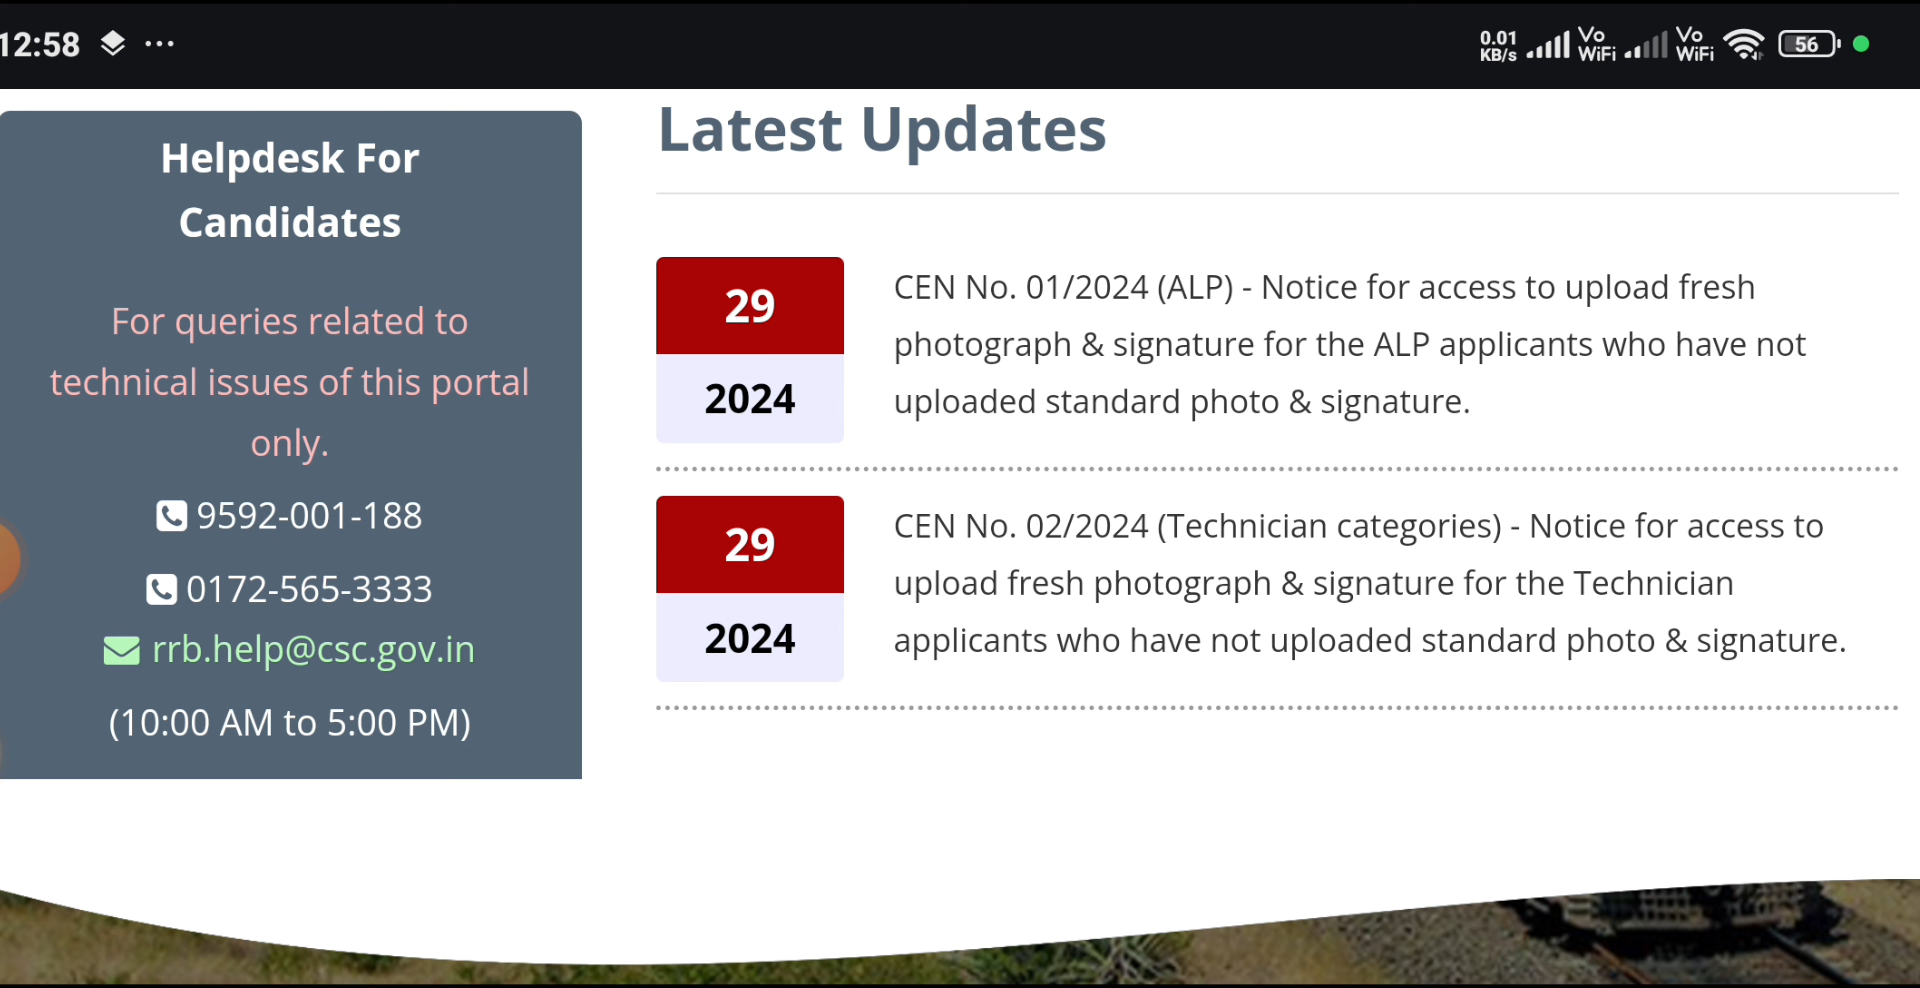 12:58
0.01
KB/s
Vo
WiFi
Vo
WiFi
56
Helpdesk For
Candidates
For queries related to
technical issues of this portal
only.
9592-001-188
0172-565-3333
rrb.help@csc.gov.in
(10:00 AM to 5:00 PM)
Latest Updates
29
2024
CEN No. 01/2024 (ALP) - Notice for access to upload fresh
photograph & signature for the ALP applicants who have not
uploaded standard photo & signature.
29
2024
CEN No. 02/2024 (Technician categories) - Notice for access to
upload fresh photograph & signature for the Technician
applicants who have not uploaded standard photo & signature.